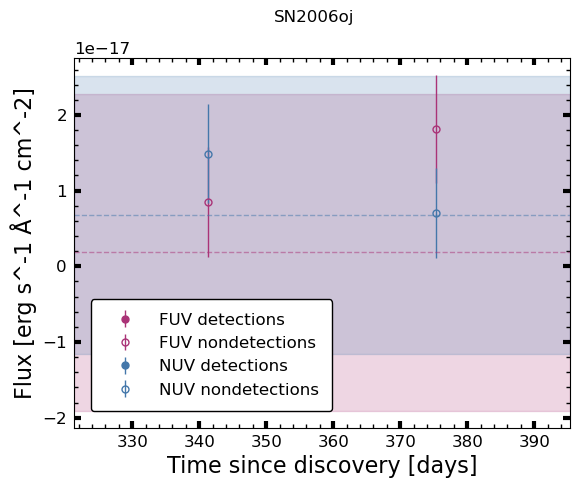 SN2006oj
1e−17
Flux [erg s^-1 Å^-1 cm^-2]
2
1
0
−1
−2
FUV detections
FUV nondetections
NUV detections
NUV nondetections
330 340 350 360 370 380 390
Time since discovery [days]